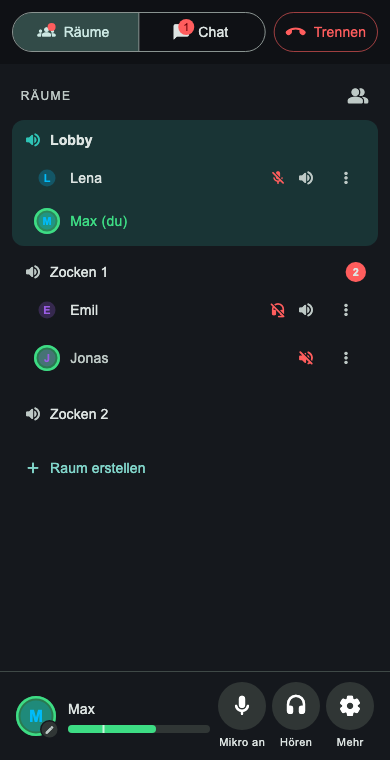 Räume
1
Chat
Trennen
RÄUME
Lobby
L
Lena
M
Max (du)
Zocken 1
2
E
Emil
J
Jonas
Zocken 2
+ Raum erstellen
M
Max
Mikro an
Hören
Mehr